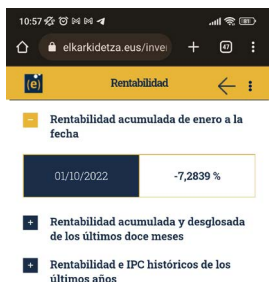 10:57
elkarkidetza.eus/inve
47
(e)
Rentabilidad
Rentabilidad acumulada de enero a la
fecha
01/10/2022
-7,2839 %
Rentabilidad acumulada y desglosada
de los últimos doce meses
Rentabilidad e IPC históricos de los
últimos años